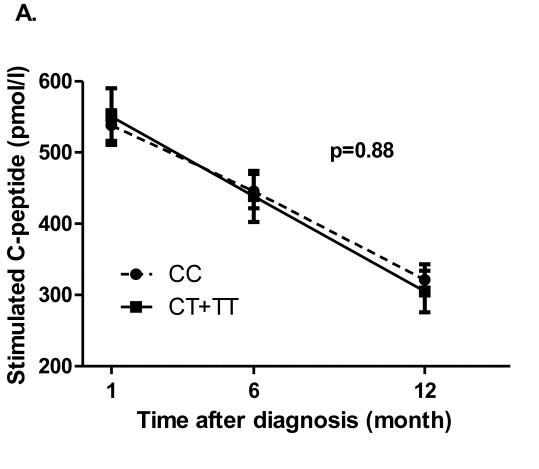 A.
Stimulated C-peptide (pmol/l)
600
500
400
300
200
p=0.88
CC
CT+TT
1 6 12
Time after diagnosis (month)